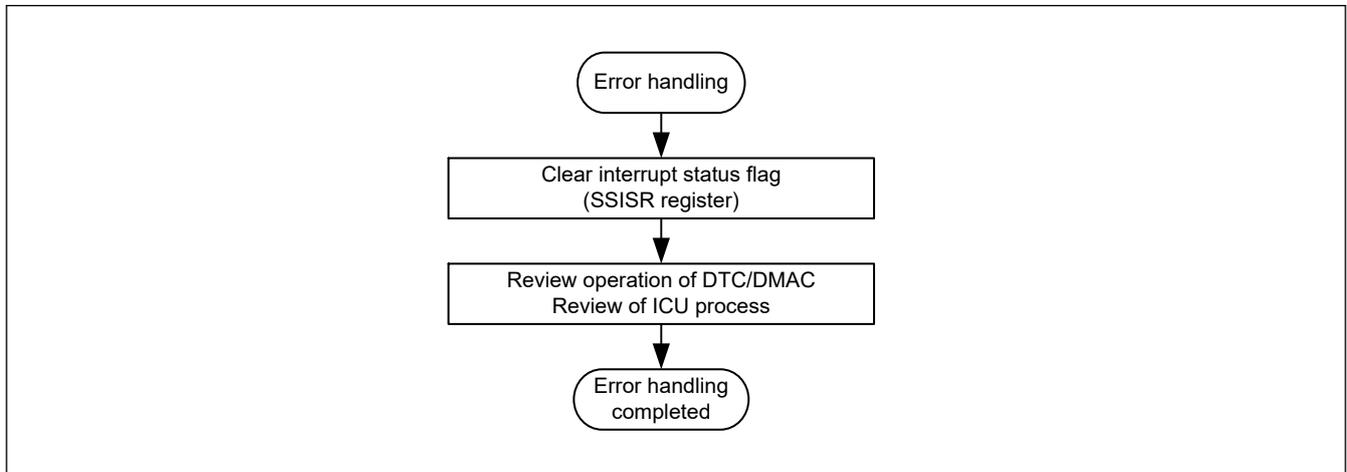 Error handling
Clear interrupt status flag
(SSISR register)
Review operation of DTC/DMAC
Review of ICU process
Error handling
completed